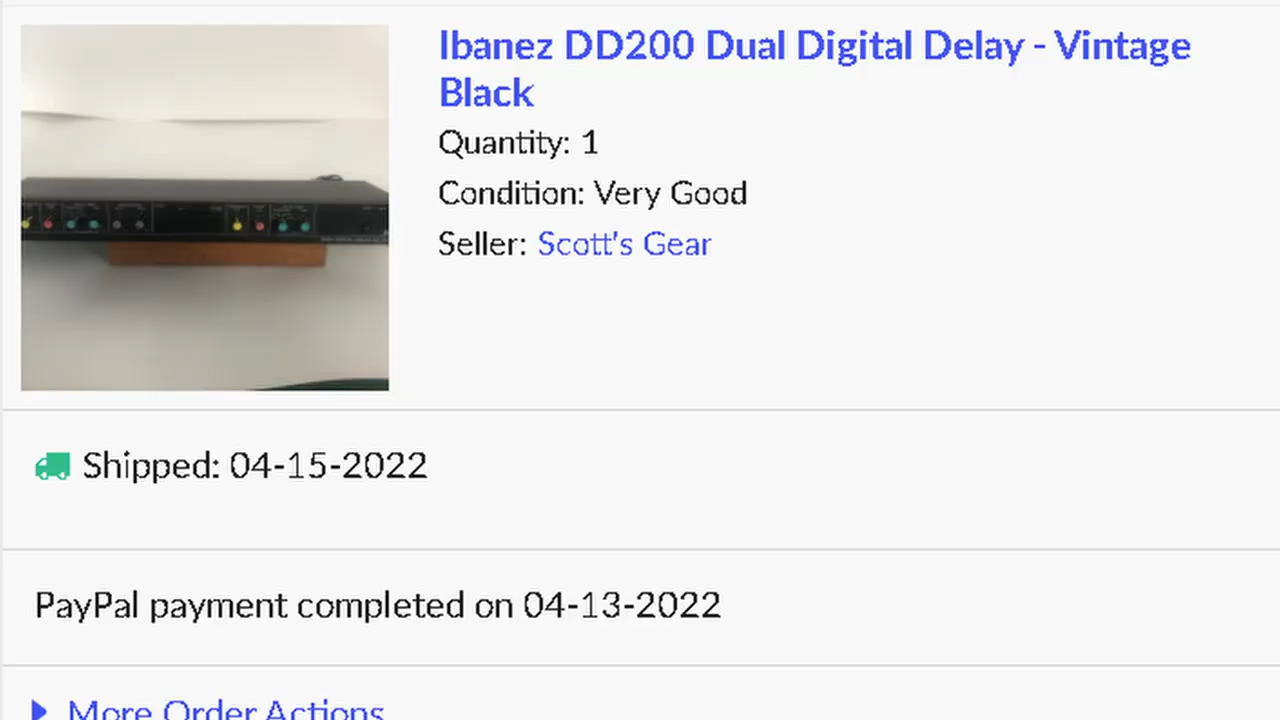 Ibanez DD200 Dual Digital Delay - Vintage
Black
Quantity: 1
Condition: Very Good
Seller: Scott's Gear
Shipped: 04-15-2022
PayPal payment completed on 04-13-2022
More Order Actions